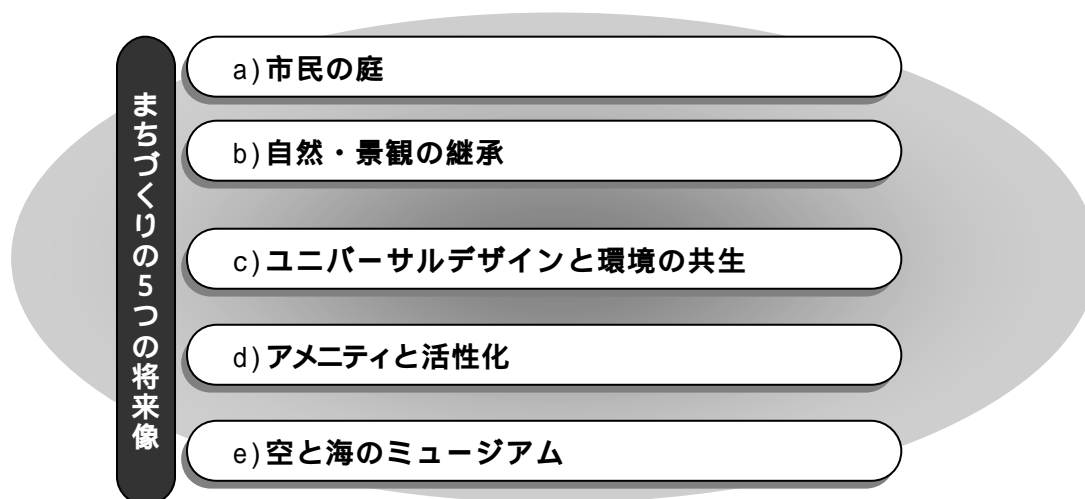 まちづくりの5つの将来像
a)市民の庭
b)自然・景観の継承
c)ユニバーサルデザインと環境の共生
d)アメニティと活性化
e)空と海のミュージアム